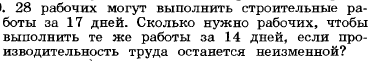 ). 28 рабочих могут выполнить строительные ра-
боты за 17 дней. Сколько нужно рабочих, чтобы
выполнить те же работы за 14 дней, если про-
изводительность труда останется неизменной?